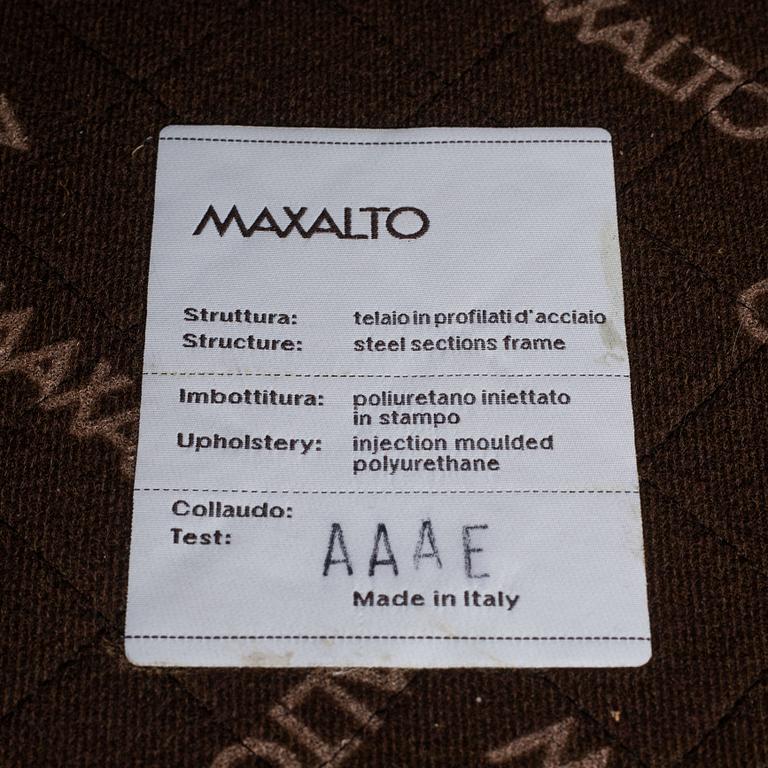 MAXALTO
MAXALTO
Struttura: telaio in profilati d'acciaio
Structure: steel sections frame
Imbottitura: poliuretano iniettato
in stampo
Upholstery: injection moulded
polyurethane
Collaudo:
Test: AAAE
Made in Italy